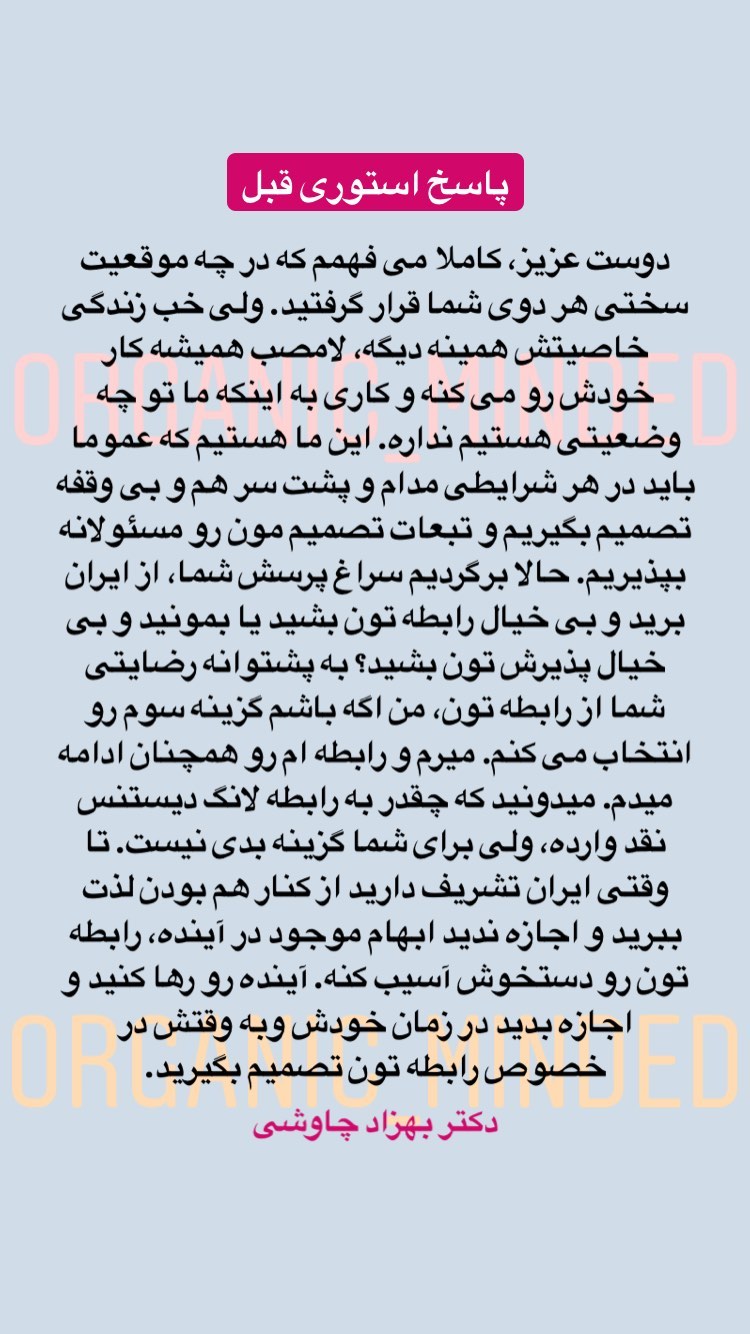 پاسخ استوری قبل
دوست عزیز، کاملا می فهمم که در چه موقعیت
سختی هر دوی شما قرار گرفتید. ولی خب زندگی
خاصیتش همینه دیگه، لامصب همیشه کار
خودش رو می کنه و کاری به اینکه ما تو چه
وضعیتی هستیم نداره. این ما هستیم که عموما
باید در هر شرایطی مدام و پشت سر هم و بی وقفه
تصمیم بگیریم و تبعات تصمیم مون رو مسئولانه
بپذیریم. حالا برگردیم سراغ پرسش شما، از ایران
برید و بی خیال رابطه تون بشید یا بمونید و بی
خیال پذیرش تون بشید؟ به پشتوانه رضایتی
شما از رابطه تون، من اگه باشم گزینه سوم رو
انتخاب می کنم. میرم و رابطه ام رو همچنان ادامه
میدم. میدونید که چقدر به رابطه لانگ دیستنس
نقد وارده، ولی برای شما گزینه بدی نیست. تا
وقتی ایران تشریف دارید از کنار هم بودن لذت
ببرید و اجازه ندید ابهام موجود در آینده، رابطه
تون رو دستخوش آسیب کنه. آینده رو رها کنید و
اجازه بدید در زمان خودش وبه وقتش در
خصوص رابطه تون تصمیم بگیرید.
دکتر بهزاد چاوشی
ORGANIC_MINDED
ORGANIC_MINDED